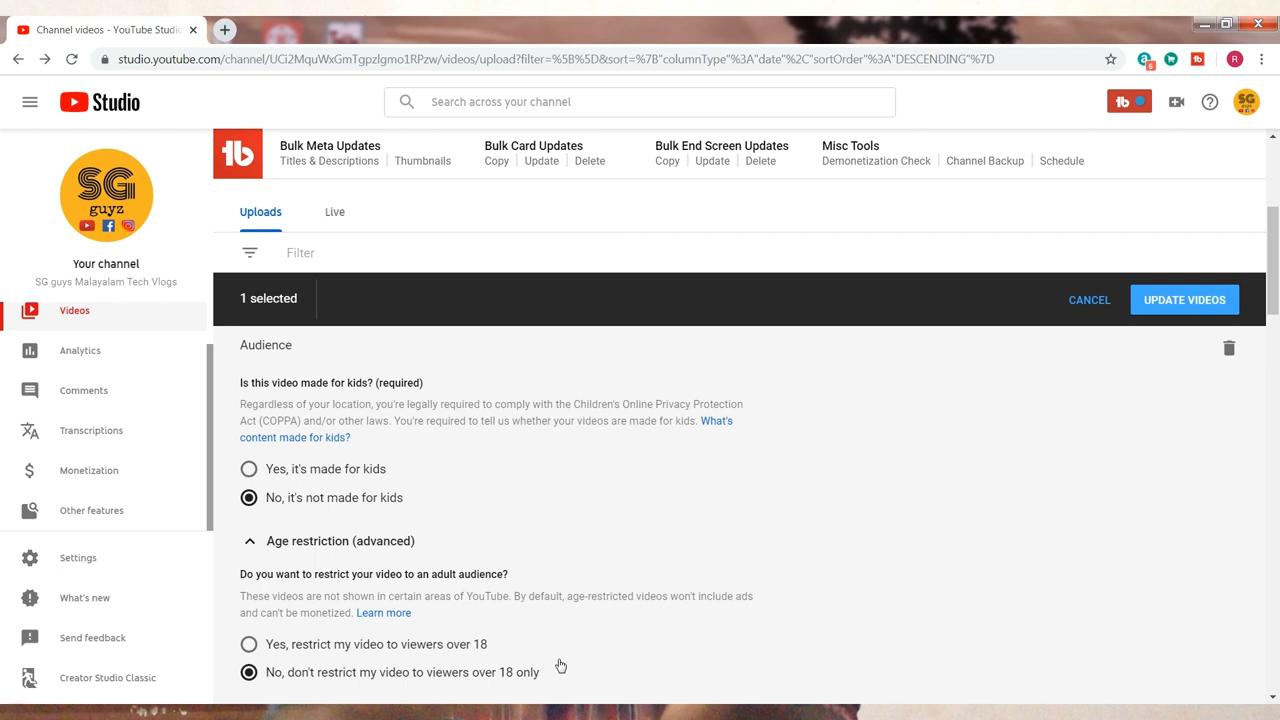 Channel videos - YouTube Studio
studio.youtube.com/channel/UCi2MquWxGmTgpzIgmo1RPzw/videos/upload?filter=%5B%5D&sort=%7B"columnType"%3A"date"%2C"sortOrder"%3A"DESCENDING"%7D
6
R
Studio
Search across your channel
tb
SG guyz
tb
Bulk Meta Updates
Titles & Descriptions
Thumbnails
Bulk Card Updates
Copy
Update
Delete
Bulk End Screen Updates
Copy
Update
Delete
Misc Tools
Demonetization Check
Channel Backup
Schedule
SG
guyz
Your channel
SG guys Malayalam Tech Vlogs
Videos
Analytics
Comments
Transcriptions
Monetization
Other features
Settings
What's new
Send feedback
Creator Studio Classic
Uploads
Live
Filter
1 selected
CANCEL
UPDATE VIDEOS
Audience
Is this video made for kids? (required)
Regardless of your location, you're legally required to comply with the Children's Online Privacy Protection
Act (COPPA) and/or other laws. You're required to tell us whether your videos are made for kids. What's
content made for kids?
Yes, it's made for kids
No, it's not made for kids
Age restriction (advanced)
Do you want to restrict your video to an adult audience?
These videos are not shown in certain areas of YouTube. By default, age-restricted videos won't include ads
and can't be monetized. Learn more
Yes, restrict my video to viewers over 18
No, don't restrict my video to viewers over 18 only